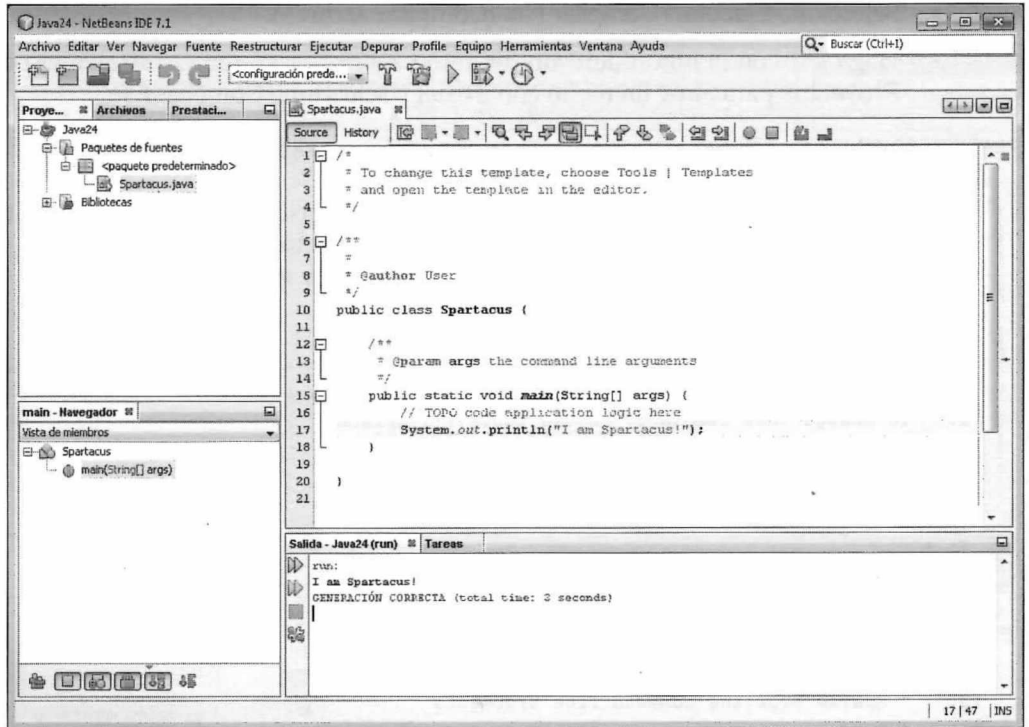 Java24 - NetBeans IDE 7.1
Archivo Editar Ver Navegar Fuente Reestructurar Ejecutar Depurar Profile Equipo Herramientas Ventana Ayuda
Buscar (Ctrl+I)
<configuración prede...
Proye... Archivos Prestaci...
Java24
Paquetes de fuentes
<paquete predeterminado>
Spartacus.java
Bibliotecas
main - Navegador
Vista de miembros
Spartacus
main(String[] args)
Spartacus.java
Source History
1 /*
2 * To change this template, choose Tools | Templates
3 * and open the template in the editor.
4 */
5
6 /**
7 *
8 * @author User
9 */
10 public class Spartacus {
11
12 /**
13 * @param args the command line arguments
14 */
15 public static void main(String[] args) {
16 // TODO code application logic here
17 System.out.println("I am Spartacus!");
18 }
19
20 }
21
Salida - Java24 (run) Tareas
run:
I am Spartacus!
GENERACIÓN CORRECTA (total time: 3 seconds)
17 | 47 INS